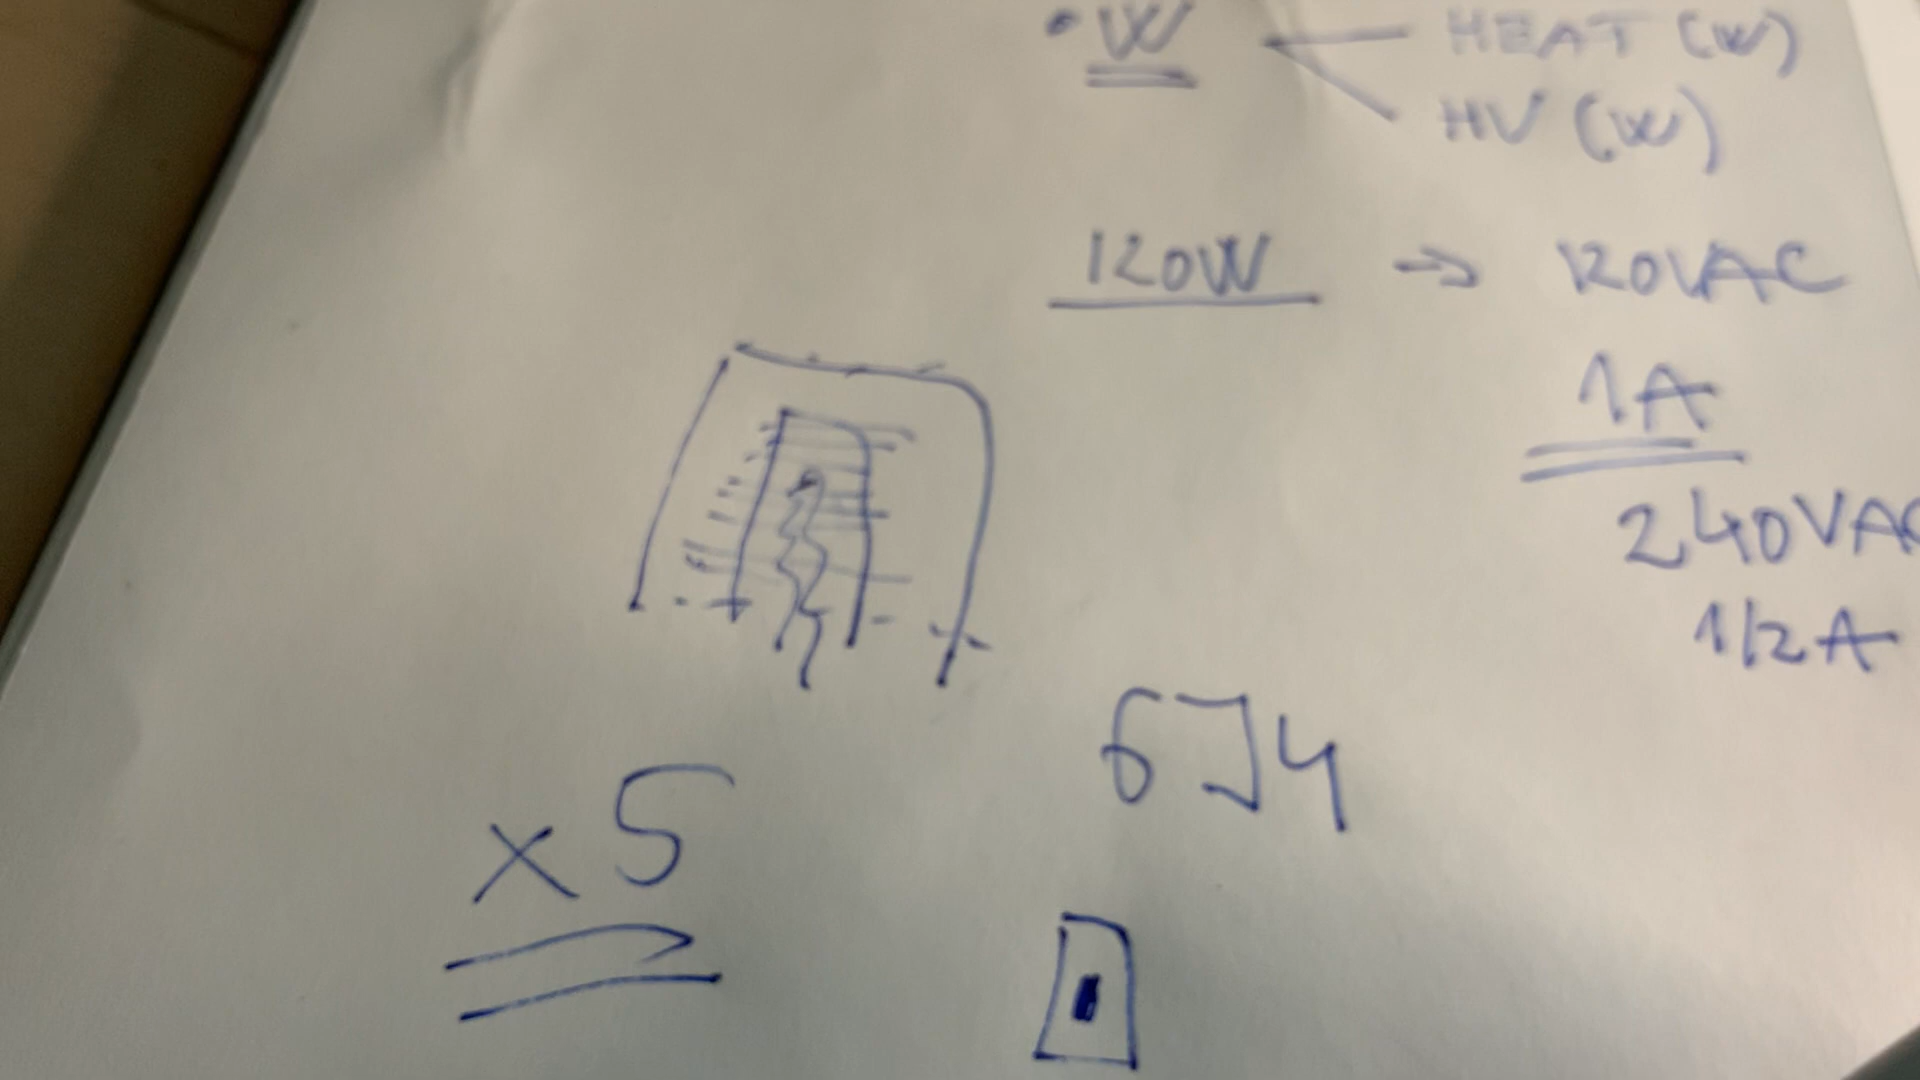 • W HEAT (W)
HV (W)
120W → 120VAC
1A
240VAC
1/2A
6J4
x5